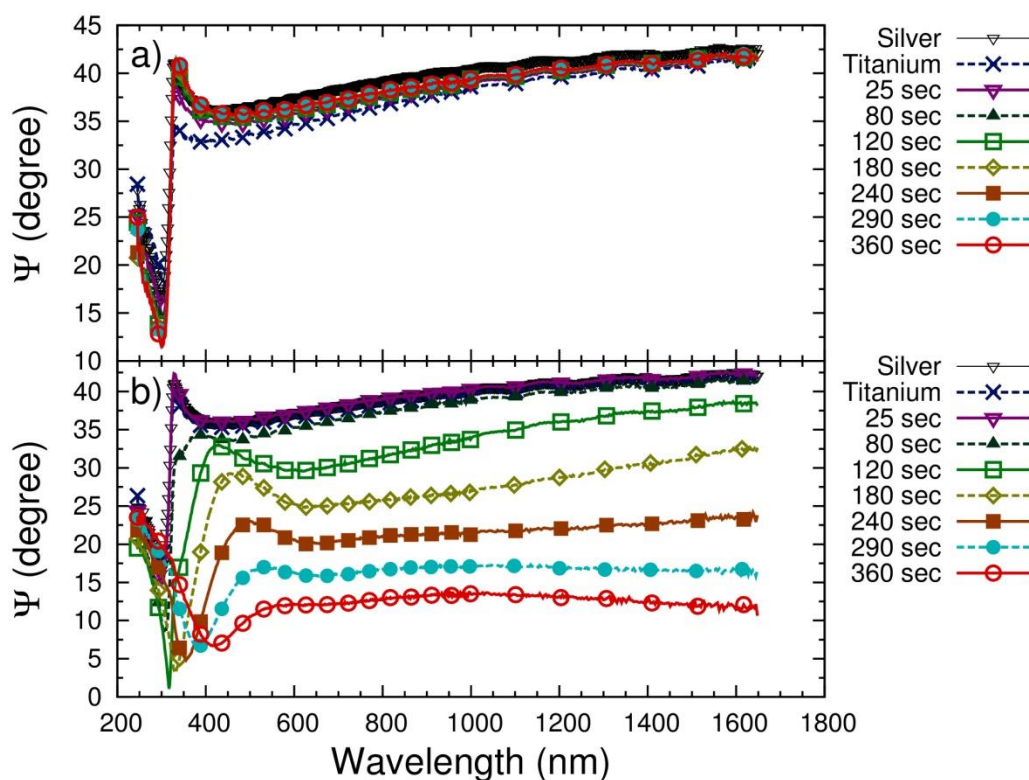 a)
45
40
35
30
25
20
15
10
Ψ (degree)
Silver
Titanium
25 sec
80 sec
120 sec
180 sec
240 sec
290 sec
360 sec
b)
40
35
30
25
20
15
10
5
0
Ψ (degree)
Silver
Titanium
25 sec
80 sec
120 sec
180 sec
240 sec
290 sec
360 sec
200 400 600 800 1000 1200 1400 1600 1800
Wavelength (nm)